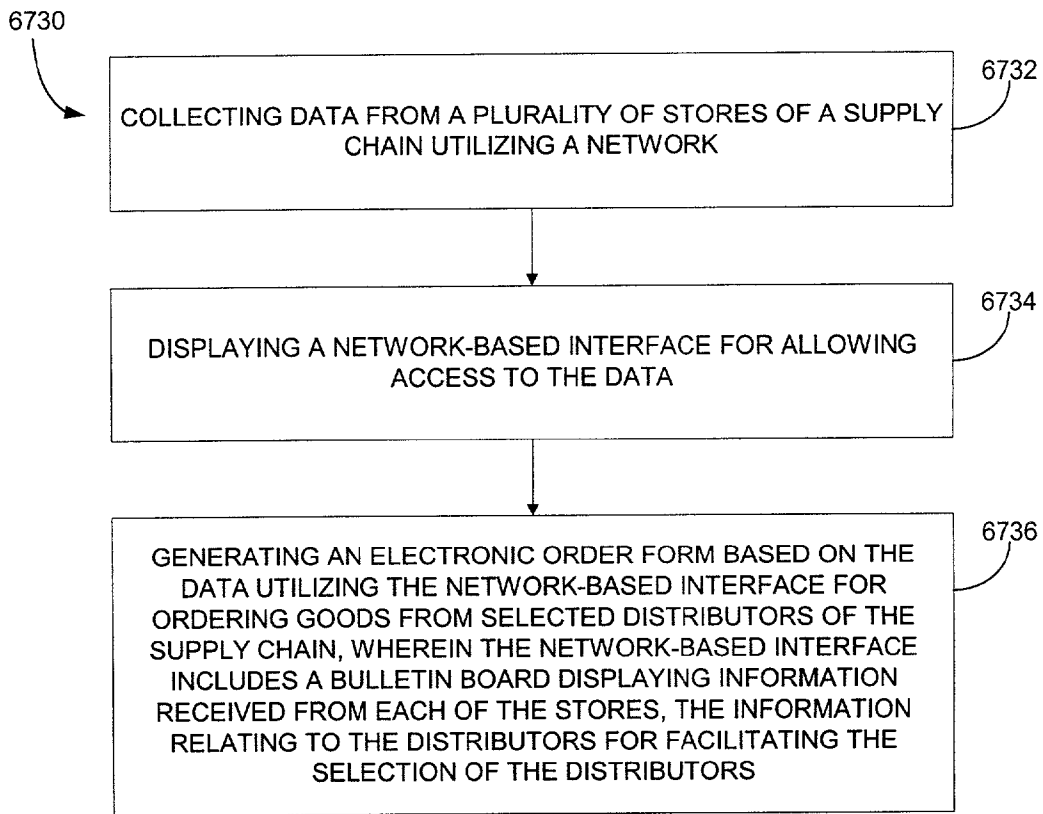 6730
6732
COLLECTING DATA FROM A PLURALITY OF STORES OF A SUPPLY
CHAIN UTILIZING A NETWORK
6734
DISPLAYING A NETWORK-BASED INTERFACE FOR ALLOWING
ACCESS TO THE DATA
6736
GENERATING AN ELECTRONIC ORDER FORM BASED ON THE
DATA UTILIZING THE NETWORK-BASED INTERFACE FOR
ORDERING GOODS FROM SELECTED DISTRIBUTORS OF THE
SUPPLY CHAIN, WHEREIN THE NETWORK-BASED INTERFACE
INCLUDES A BULLETIN BOARD DISPLAYING INFORMATION
RECEIVED FROM EACH OF THE STORES, THE INFORMATION
RELATING TO THE DISTRIBUTORS FOR FACILITATING THE
SELECTION OF THE DISTRIBUTORS